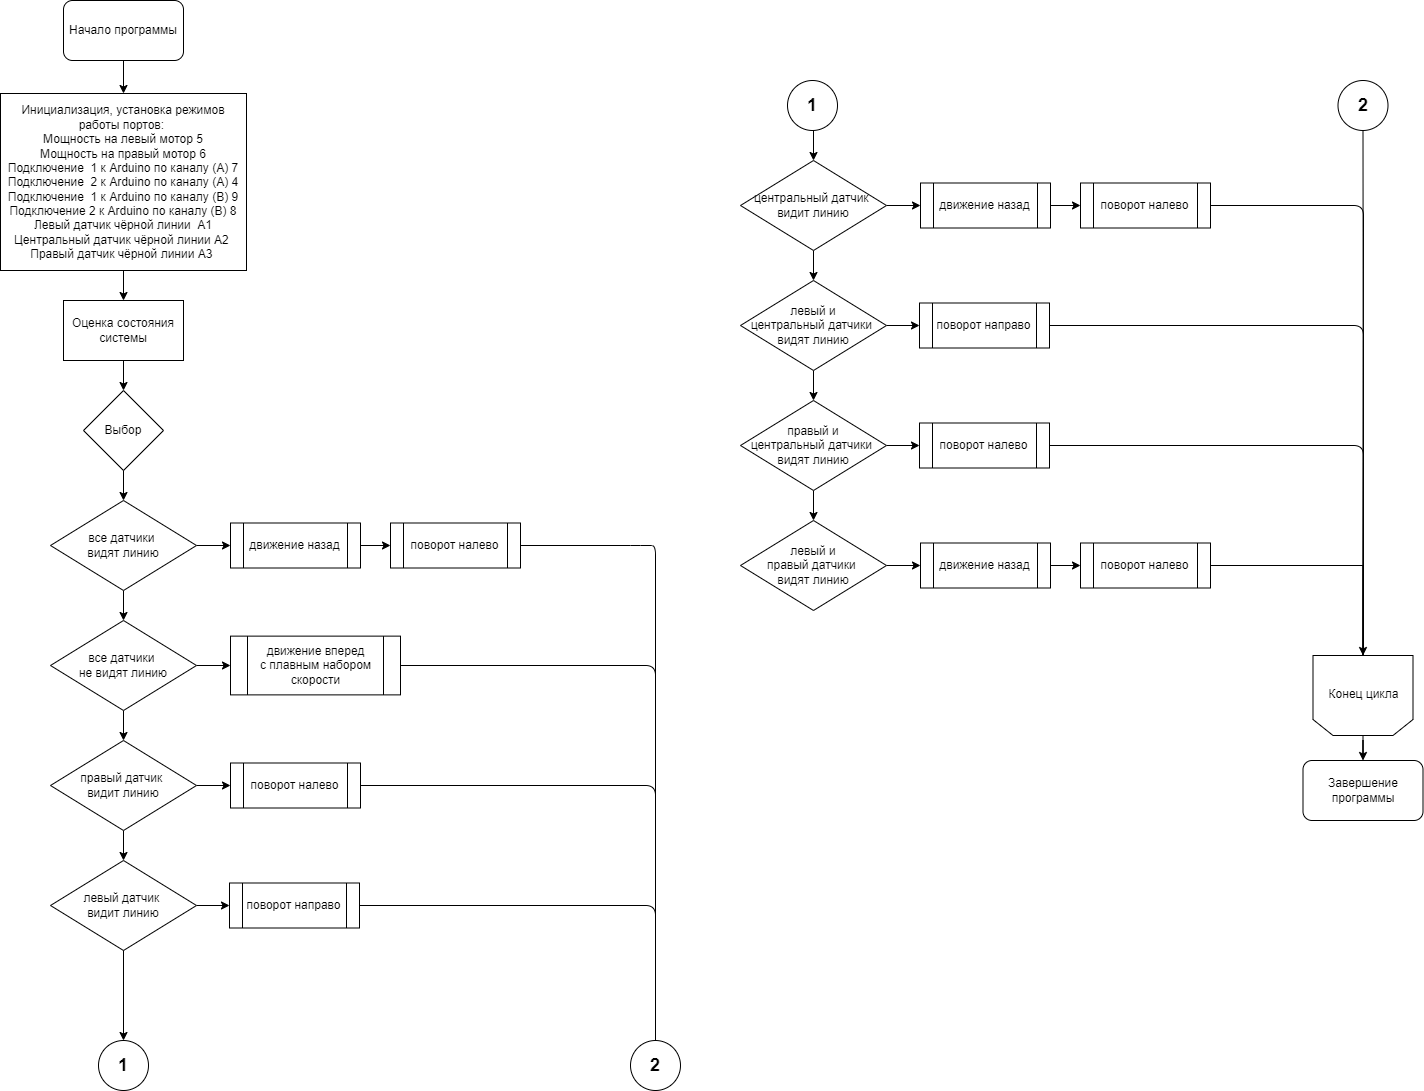 Начало программы
Инициализация, установка режимов
работы портов:
Мощность на левый мотор 5
Мощность на правый мотор 6
Подключение 1 к Arduino по каналу (A) 7
Подключение 2 к Arduino по каналу (A) 4
Подключение 1 к Arduino по каналу (B) 9
Подключение 2 к Arduino по каналу (B) 8
Левый датчик чёрной линии А1
Центральный датчик чёрной линии А2
Правый датчик чёрной линии А3
Оценка состояния
системы
Выбор
все датчики
видят линию
движение назад
поворот налево
все датчики
не видят линию
движение вперед
с плавным набором
скорости
правый датчик
видит линию
поворот налево
левый датчик
видит линию
поворот направо
1
2
1
2
центральный датчик
видит линию
движение назад
поворот налево
левый и
центральный датчики
видят линию
поворот направо
правый и
центральный датчики
видят линию
поворот налево
левый и
правый датчики
видят линию
движение назад
поворот налево
Конец цикла
Завершение
программы